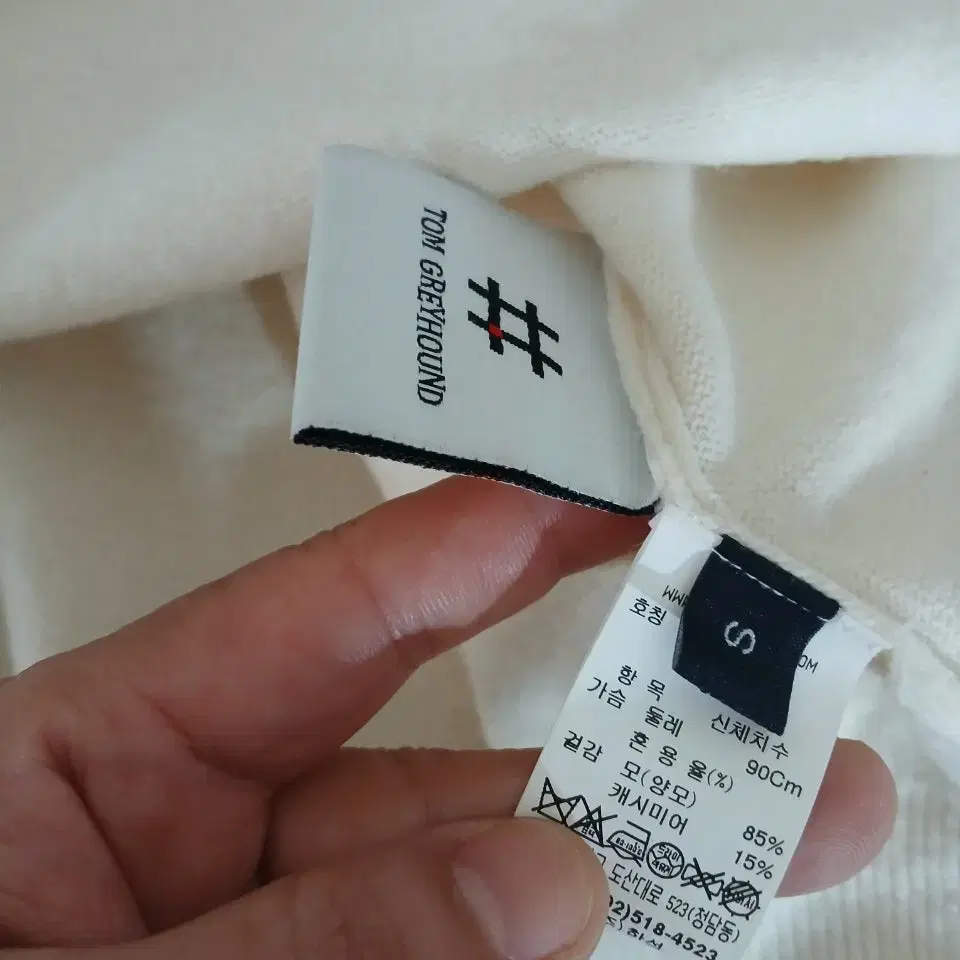 #
TOM GREYHOUND
S
호칭
항 목 신체치수
가슴 둘레 90Cm
혼 용 율(%)
겉감 모(양모) 85%
캐시미어 15%
도산대로 523(청담동)
02)518-4523